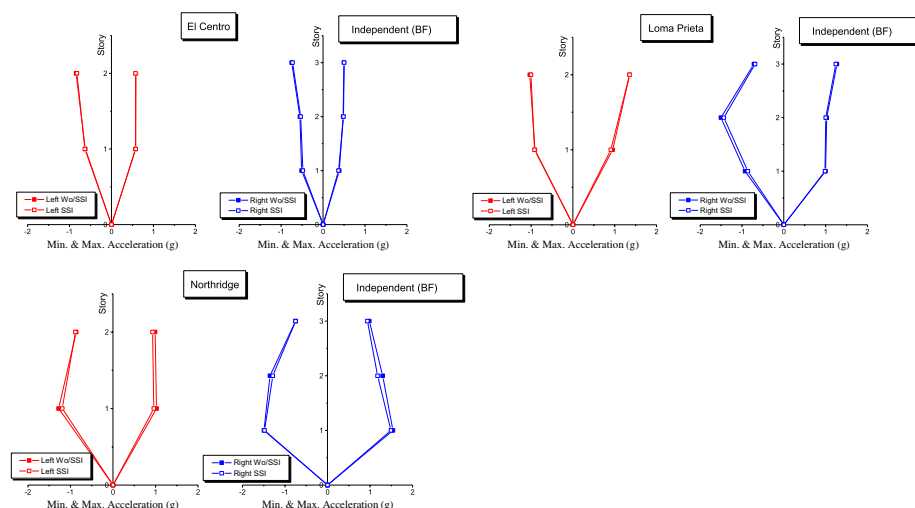 El Centro
Independent (BF)
Story
2
1
0
Left Wo/SSI
Left SSI
-2 -1 0 1 2
Min. & Max. Acceleration (g)
Story
3
2
1
0
Right Wo/SSI
Right SSI
-2 -1 0 1 2
Min. & Max. Acceleration (g)
Loma Prieta
Independent (BF)
Story
2
1
0
Left Wo/SSI
Left SSI
-2 -1 0 1 2
Min. & Max. Acceleration (g)
Story
3
2
1
0
Right Wo/SSI
Right SSI
-2 -1 0 1 2
Min. & Max. Acceleration (g)
Northridge
Independent (BF)
Story
2
1
0
Left Wo/SSI
Left SSI
-2 -1 0 1 2
Min. & Max. Acceleration (g)
Story
3
2
1
0
Right Wo/SSI
Right SSI
-2 -1 0 1 2
Min. & Max. Acceleration (g)